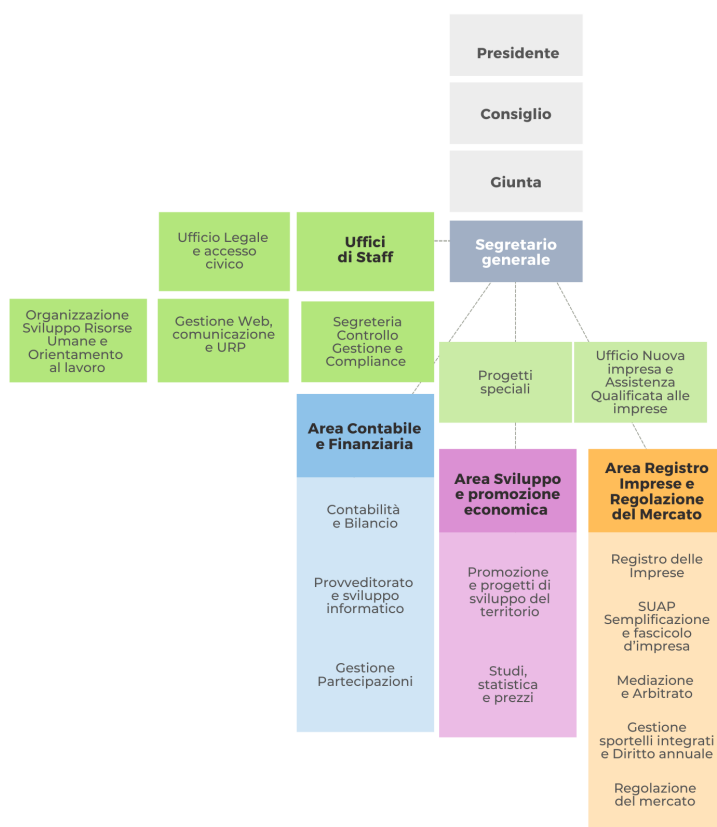 Presidente
Consiglio
Giunta
Segretario
generale
Uffici
di Staff
Ufficio Legale
e accesso
civico
Organizzazione
Sviluppo Risorse
Umane e
Orientamento
al lavoro
Gestione Web,
comunicazione
e URP
Segreteria
Controllo
Gestione e
Compliance
Progetti
speciali
Ufficio Nuova
impresa e
Assistenza
Qualificata alle
imprese
Area Contabile
e Finanziaria
Contabilità
e Bilancio
Provveditorato
e sviluppo
informatico
Gestione
Partecipazioni
Area Sviluppo
e promozione
economica
Promozione
e progetti di
sviluppo del
territorio
Studi,
statistica
e prezzi
Area Registro
Imprese e
Regolazione
del Mercato
Registro delle
Imprese
SUAP
Semplificazione
e fascicolo
d’impresa
Mediazione
e Arbitrato
Gestione
sportelli integrati
e Diritto annuale
Regolazione
del mercato